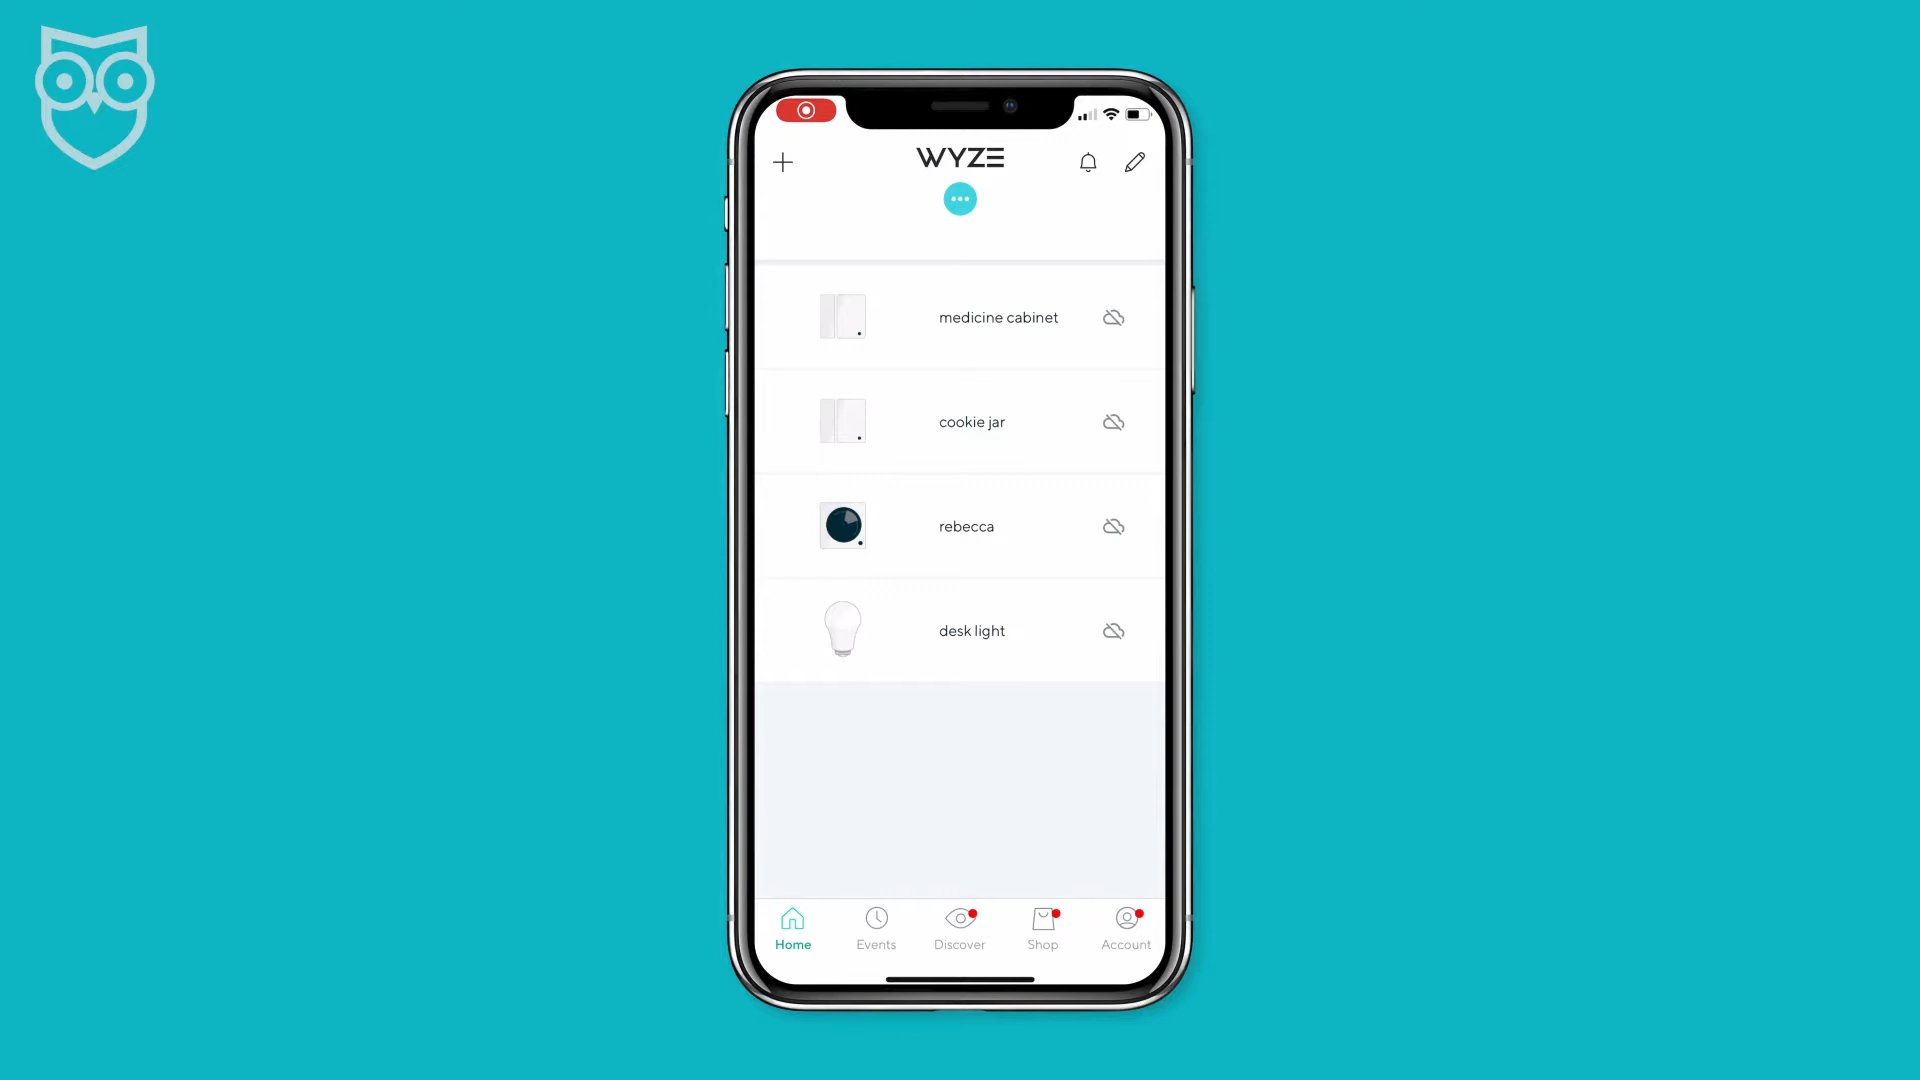 WYZE
medicine cabinet
cookie jar
rebecca
desk light
Home
Events
Discover
Shop
Account